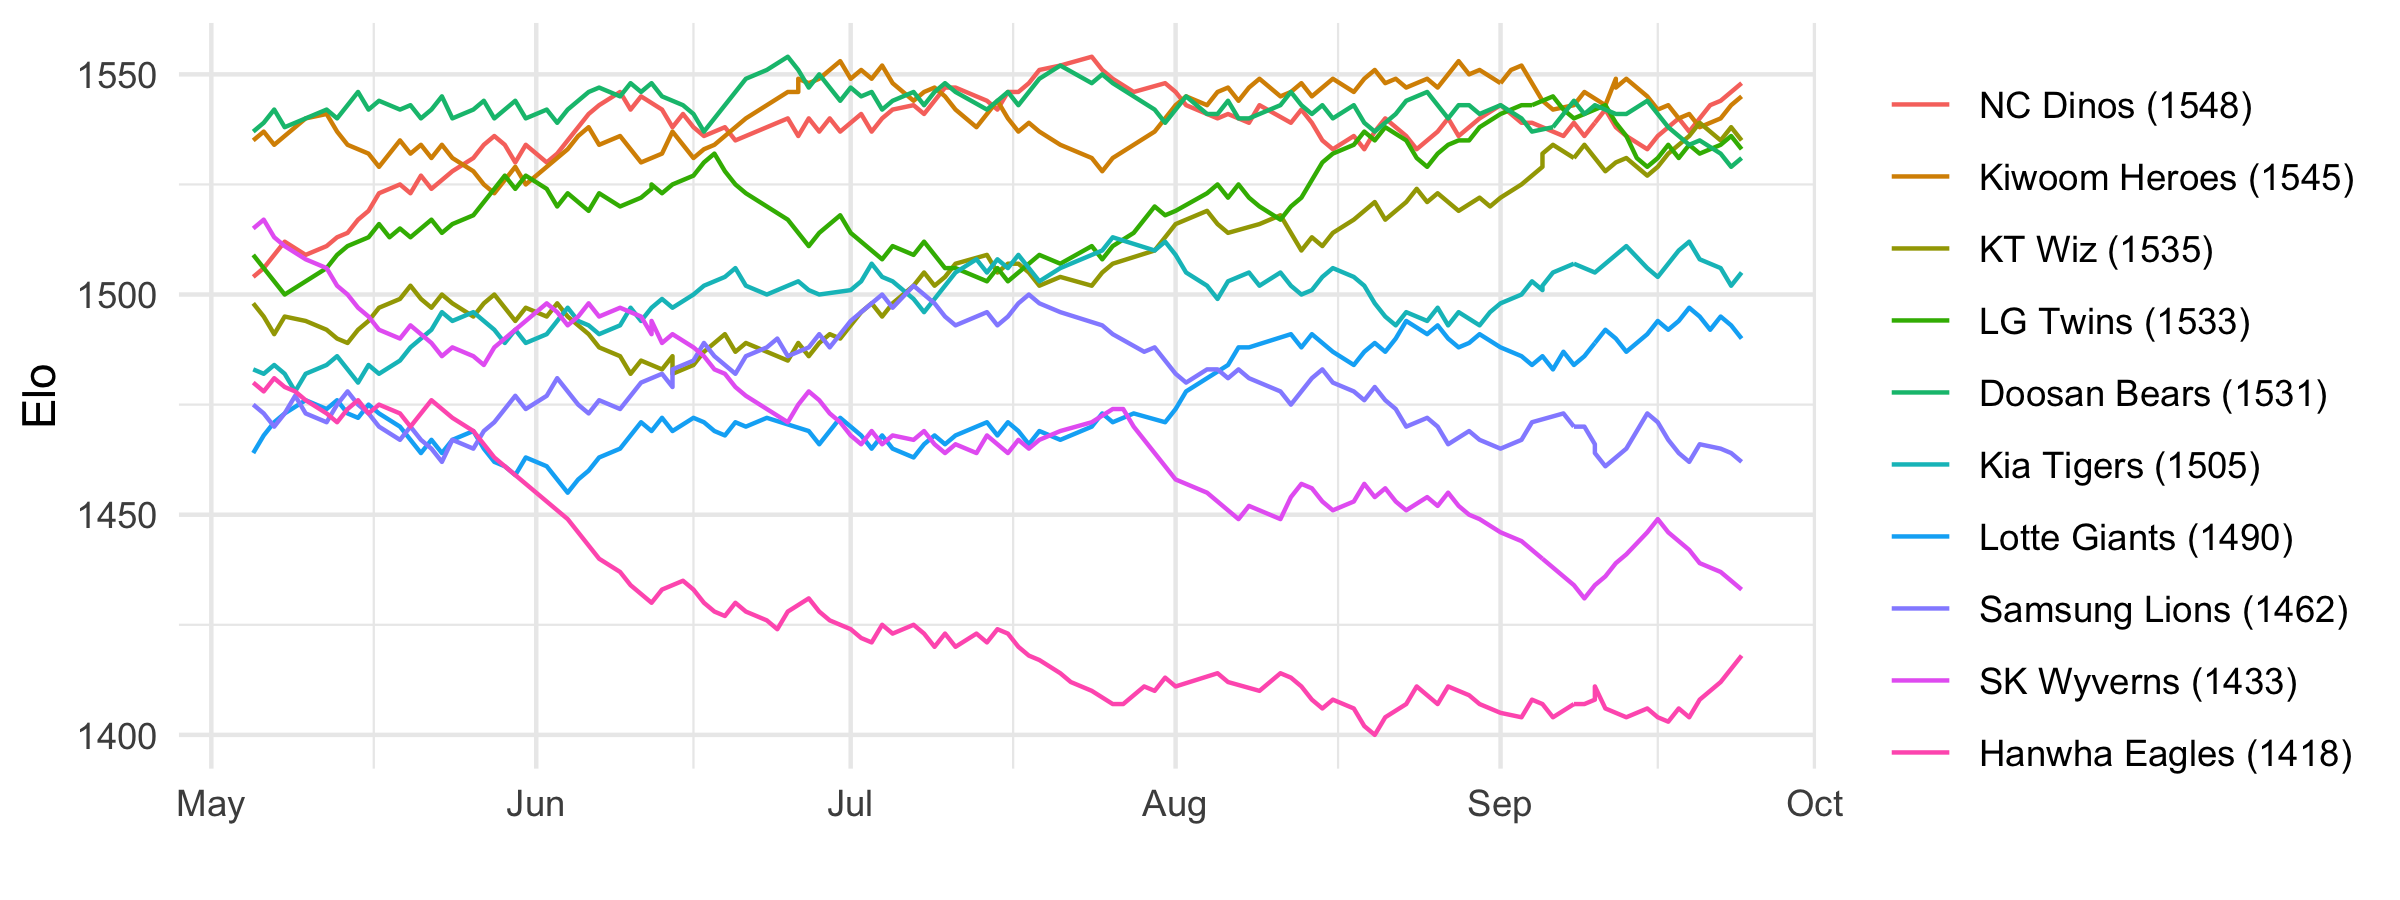 1550
1500
1450
1400
Elo
May
Jun
Jul
Aug
Sep
Oct
NC Dinos (1548)
Kiwoom Heroes (1545)
KT Wiz (1535)
LG Twins (1533)
Doosan Bears (1531)
Kia Tigers (1505)
Lotte Giants (1490)
Samsung Lions (1462)
SK Wyverns (1433)
Hanwha Eagles (1418)